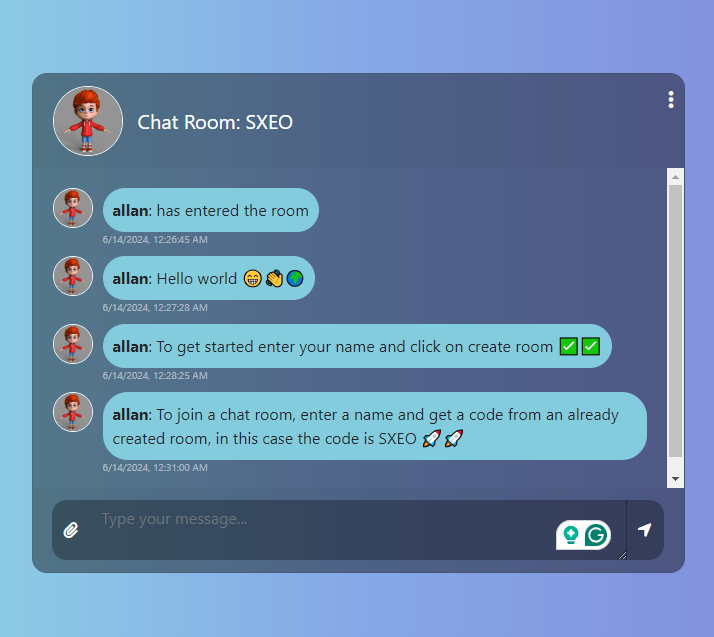 Chat Room: SXEO
allan: has entered the room
6/14/2024, 12:26:45 AM
allan: Hello world 😁👏🌍
6/14/2024, 12:27:28 AM
allan: To get started enter your name and click on create room ✅✅
6/14/2024, 12:28:25 AM
allan: To join a chat room, enter a name and get a code from an already
created room, in this case the code is SXEO 🚀🚀
6/14/2024, 12:31:00 AM
Type your message...